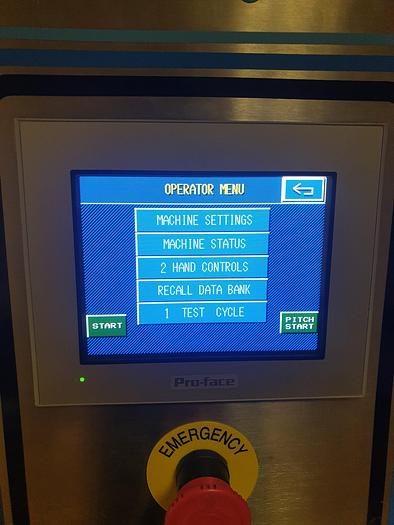 OPERATOR MENU
MACHINE SETTINGS
MACHINE STATUS
2 HAND CONTROLS
RECALL DATA BANK
1 TEST CYCLE
START
PITCH
START
Pro-face
EMERGENCY